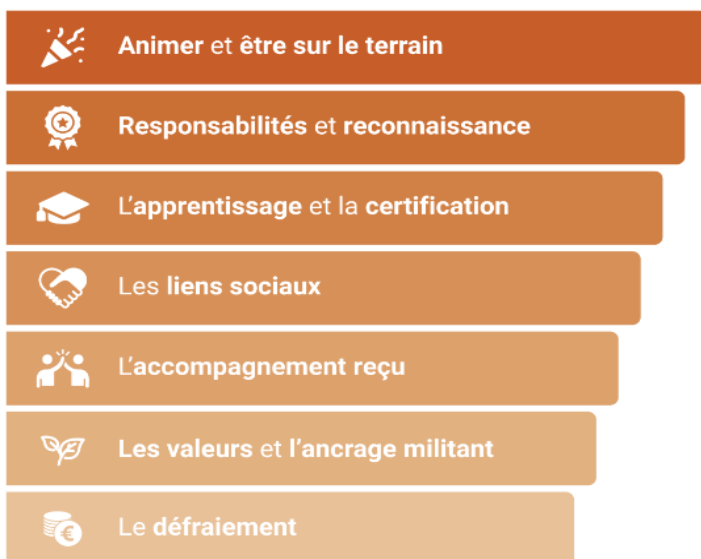 Animer et être sur le terrain
Responsabilités et reconnaissance
L'apprentissage et la certification
Les liens sociaux
L'accompagnement reçu
Les valeurs et l'ancrage militant
Le défraiement